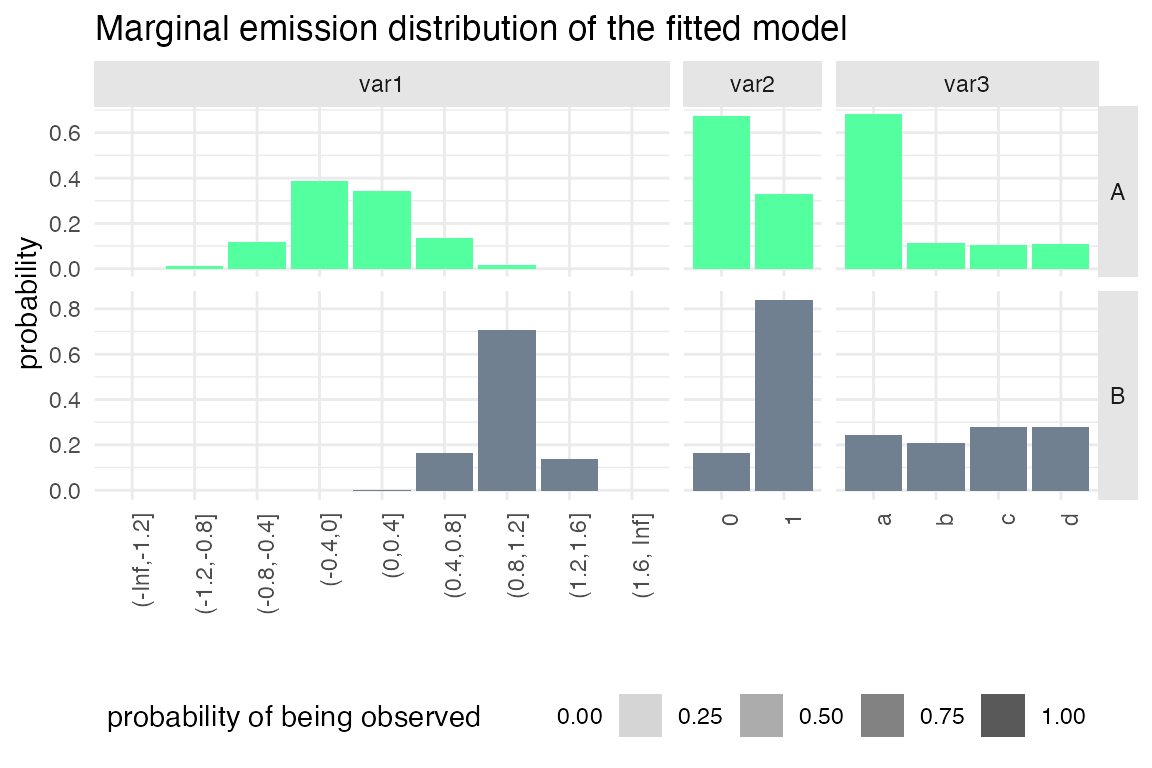 Marginal emission distribution of the fitted model
var1 var2 var3
probability
0.6
0.4
0.2
0.0
A
0.8
0.6
0.4
0.2
0.0
B
(-Inf,-1.2] (-1.2,-0.8] (-0.8,-0.4] (-0.4,0] (0,0.4] (0.4,0.8] (0.8,1.2] (1.2,1.6] (1.6, Inf] 0 1 a b c d
probability of being observed 0.00 0.25 0.50 0.75 1.00